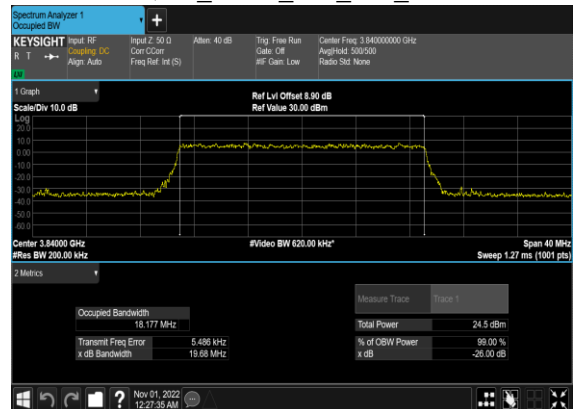 Spectrum Analyzer 1
Occupied BW
KEYSIGHT
R T
Input: RF
Coupling: DC
Align: Auto
Input Z: 50 Ω
Corr CCorr
Freq Ref: Int (S)
Atten: 40 dB
Trig: Free Run
Gate: Off
#IF Gain: Low
Center Freq: 3.840000000 GHz
Avg|Hold: 500/500
Radio Std: None
1 Graph
Scale/Div 10.0 dB
Ref Lvl Offset 8.90 dB
Ref Value 30.00 dBm
Log
20.0
10.0
0.00
-10.0
-20.0
-30.0
-40.0
-50.0
-60.0
Center 3.84000 GHz
#Res BW 200.00 kHz
#Video BW 620.00 kHz*
Span 40 MHz
Sweep 1.27 ms (1001 pts)
2 Metrics
Measure Trace
Trace 1
Occupied Bandwidth
18.177 MHz
Total Power
24.5 dBm
Transmit Freq Error
5.486 kHz
% of OBW Power
99.00 %
x dB Bandwidth
19.68 MHz
x dB
-26.00 dB
?
Nov 01, 2022
12:27:35 AM